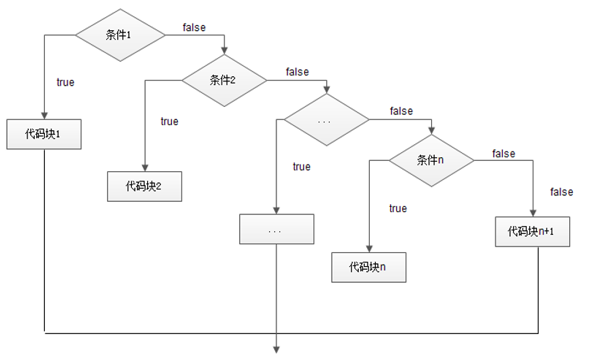 条件1
false
true
条件2
false
代码块1
true
...
false
代码块2
true
条件n
false
...
true
false
代码块n
代码块n+1